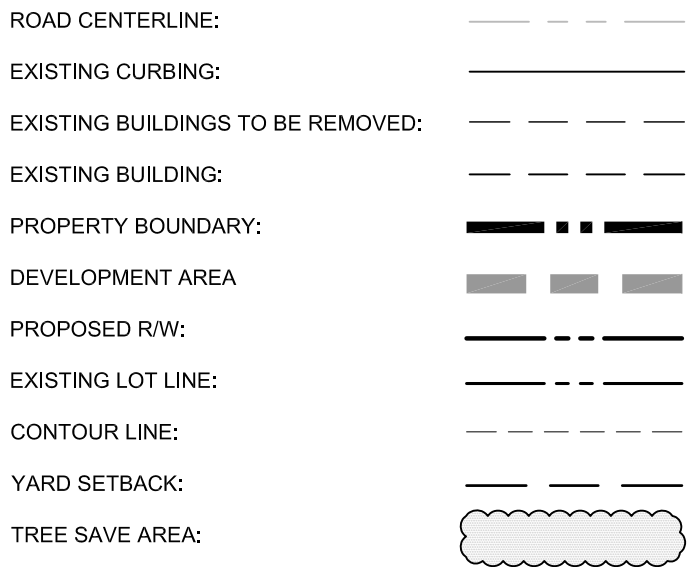 ROAD CENTERLINE:
EXISTING CURBING:
EXISTING BUILDINGS TO BE REMOVED:
EXISTING BUILDING:
PROPERTY BOUNDARY:
DEVELOPMENT AREA
PROPOSED R/W:
EXISTING LOT LINE:
CONTOUR LINE:
YARD SETBACK:
TREE SAVE AREA: